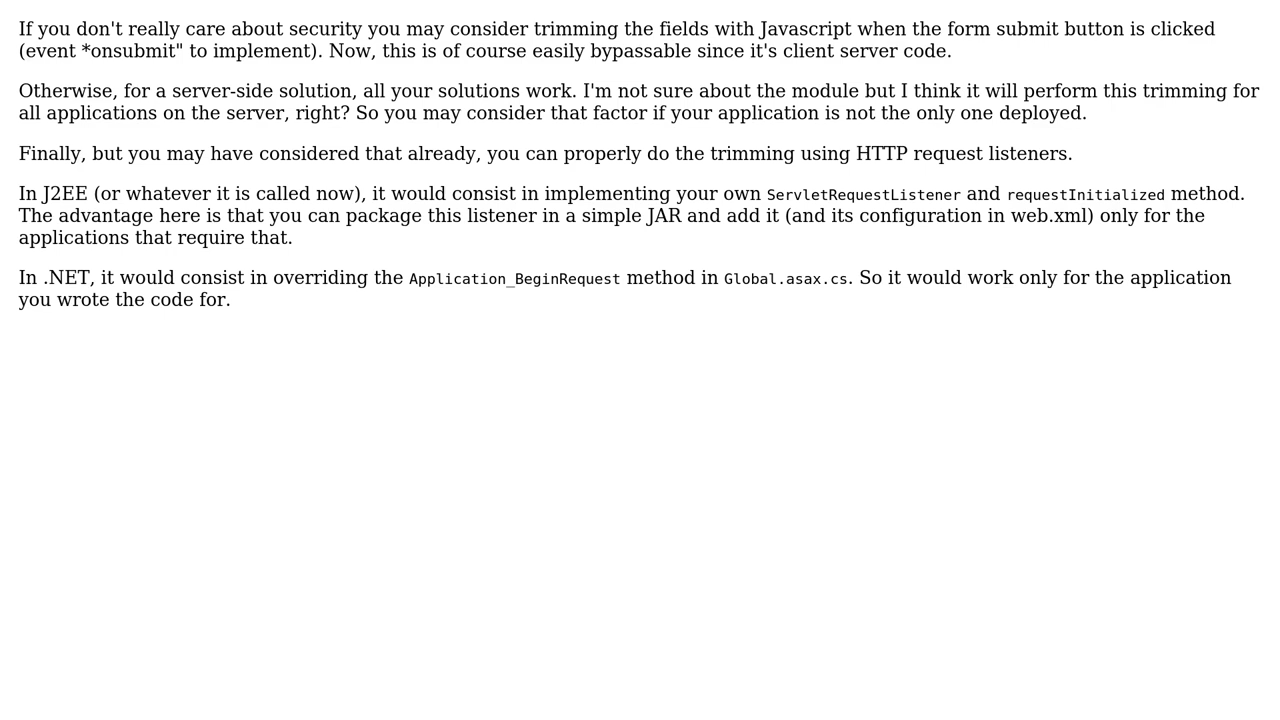 If you don't really care about security you may consider trimming the fields with Javascript when the form submit button is clicked
(event *onsubmit" to implement). Now, this is of course easily bypassable since it's client server code.
Otherwise, for a server-side solution, all your solutions work. I'm not sure about the module but I think it will perform this trimming for
all applications on the server, right? So you may consider that factor if your application is not the only one deployed.
Finally, but you may have considered that already, you can properly do the trimming using HTTP request listeners.
In J2EE (or whatever it is called now), it would consist in implementing your own ServletRequestListener and requestInitialized method.
The advantage here is that you can package this listener in a simple JAR and add it (and its configuration in web.xml) only for the
applications that require that.
In .NET, it would consist in overriding the Application_BeginRequest method in Global.asax.cs. So it would work only for the application
you wrote the code for.